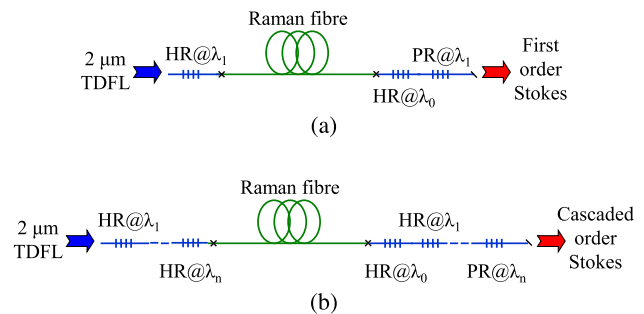 Raman fibre
2 μm
TDFL
HR@λ1
PR@λ1
HR@λ0
First
order
Stokes
(a)
Raman fibre
2 μm
TDFL
HR@λ1
HR@λn
HR@λ1
HR@λ0
PR@λn
Cascaded
order
Stokes
(b)